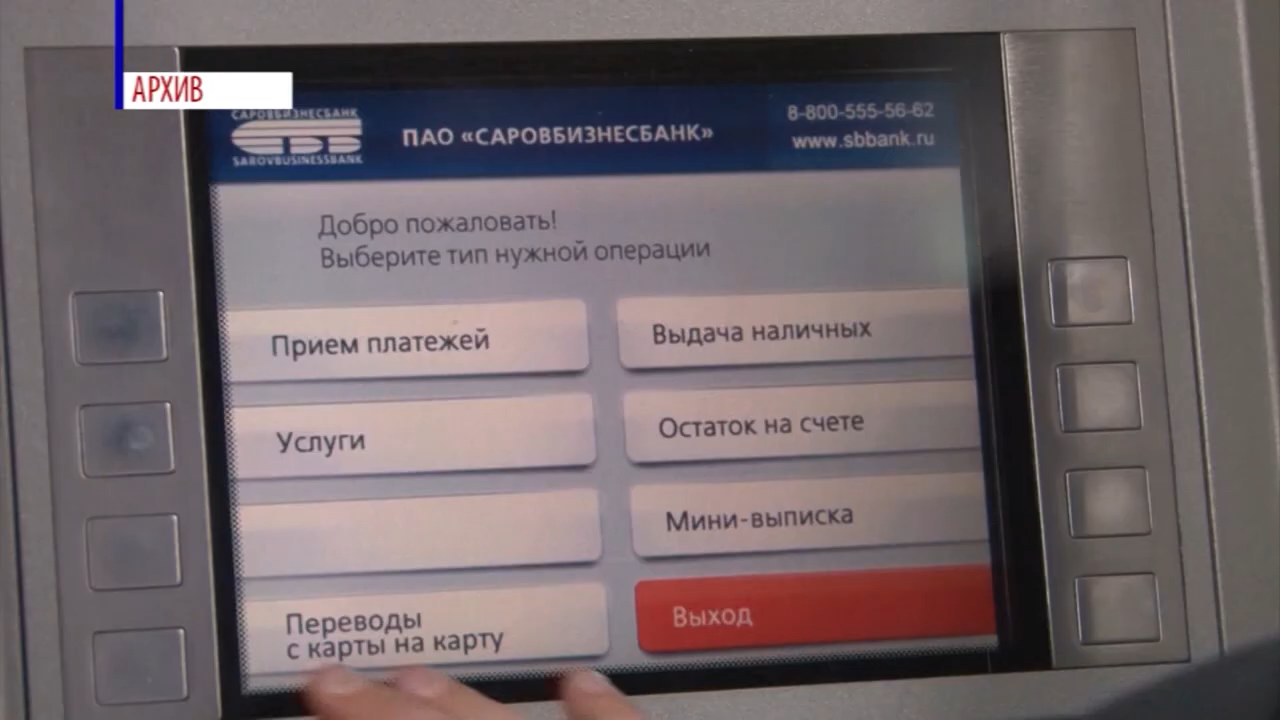 АРХИВ
САРОВБИЗНЕСБАНК
СББ
SAROVBUSINESSBANK
ПАО «САРОВБИЗНЕСБАНК»
8-800-555-56-62
www.sbbank.ru
Добро пожаловать!
Выберите тип нужной операции
Прием платежей
Выдача наличных
Услуги
Остаток на счете
Мини-выписка
Переводы
с карты на карту
Выход